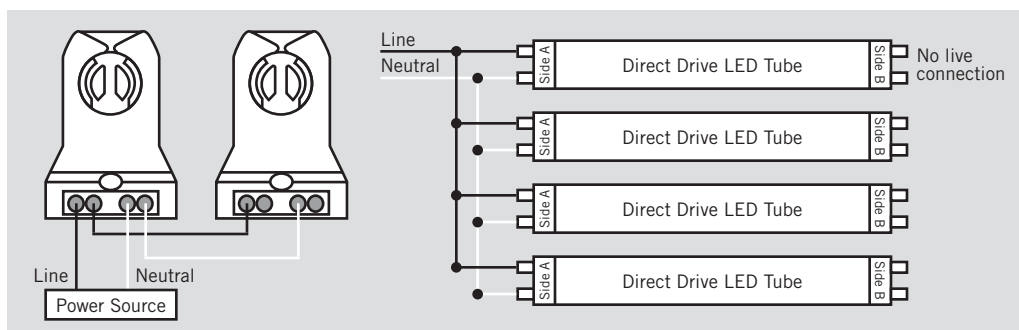 Line
Neutral
Power Source
Line
Neutral
Side A
Direct Drive LED Tube
Side B
No live
connection
Side A
Direct Drive LED Tube
Side B
Side A
Direct Drive LED Tube
Side B
Side A
Direct Drive LED Tube
Side B